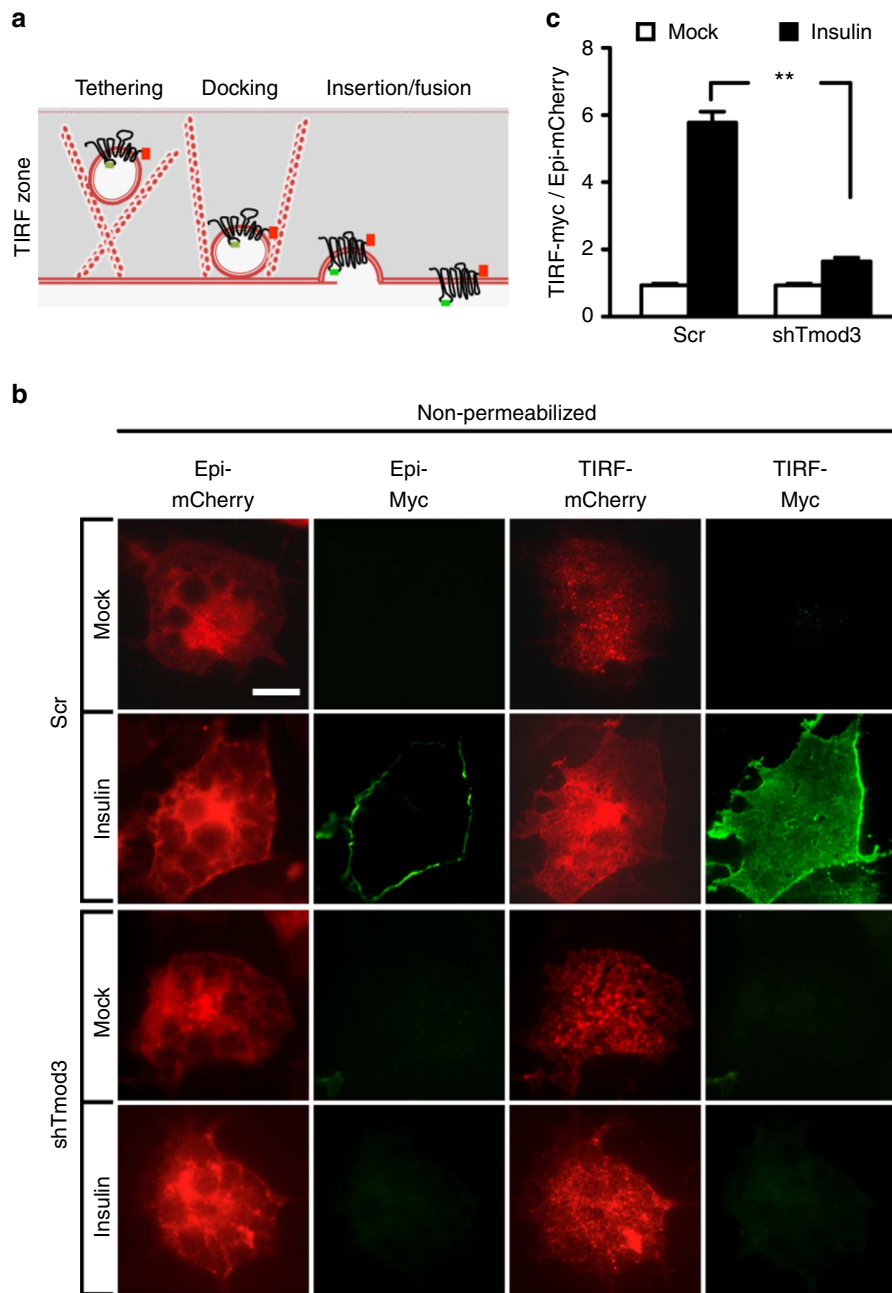 a
Tethering Docking Insertion/fusion
TIRF zone
c
Mock Insulin
TIRF-myc / Epi-mCherry
8
6
4
2
0
**
Scr shTmod3
b
Non-permeabilized
Epi- Epi- TIRF- TIRF-
mCherry Myc mCherry Myc
Scr
Mock
Insulin
shTmod3
Mock
Insulin